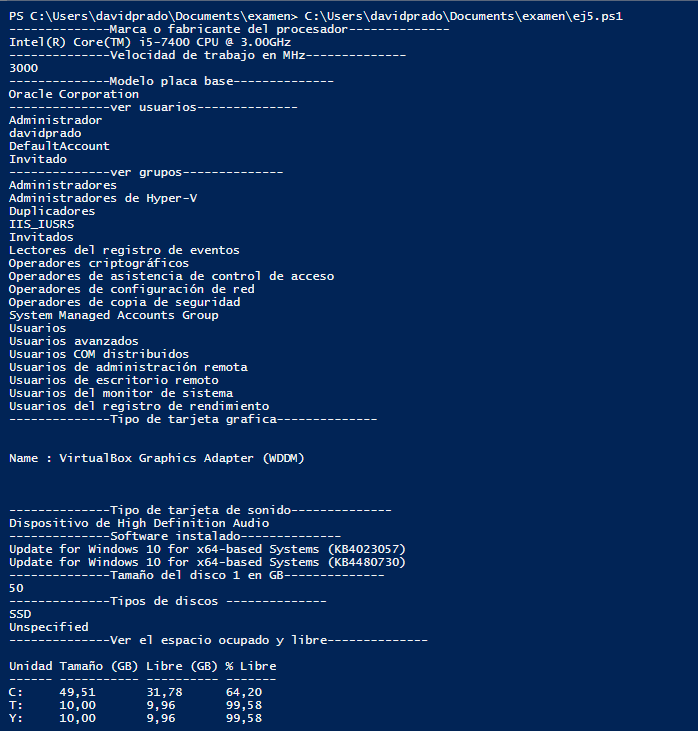 PS C:\Users\davidprado\Documents\examen> C:\Users\davidprado\Documents\examen\ej5.ps1
--------------Marca o fabricante del procesador--------------
Intel(R) Core(TM) i5-7400 CPU @ 3.00GHz
--------------Velocidad de trabajo en MHz--------------
3000
--------------Modelo placa base--------------
Oracle Corporation
--------------ver usuarios--------------
Administrador
davidprado
DefaultAccount
Invitado
--------------ver grupos--------------
Administradores
Administradores de Hyper-V
Duplicadores
IIS_IUSRS
Invitados
Lectores del registro de eventos
Operadores criptográficos
Operadores de asistencia de control de acceso
Operadores de configuración de red
Operadores de copia de seguridad
System Managed Accounts Group
Usuarios
Usuarios avanzados
Usuarios COM distribuidos
Usuarios de administración remota
Usuarios de escritorio remoto
Usuarios del monitor de sistema
Usuarios del registro de rendimiento
--------------Tipo de tarjeta grafica--------------
Name : VirtualBox Graphics Adapter (WDDM)
--------------Tipo de tarjeta de sonido--------------
Dispositivo de High Definition Audio
--------------Software instalado--------------
Update for Windows 10 for x64-based Systems (KB4023057)
Update for Windows 10 for x64-based Systems (KB4480730)
--------------Tamaño del disco 1 en GB--------------
50
--------------Tipos de discos --------------
SSD
Unspecified
--------------Ver el espacio ocupado y libre--------------
Unidad Tamaño (GB) Libre (GB) % Libre
------ ----------- ---------- -------
C: 49,51 31,78 64,20
T: 10,00 9,96 99,58
Y: 10,00 9,96 99,58